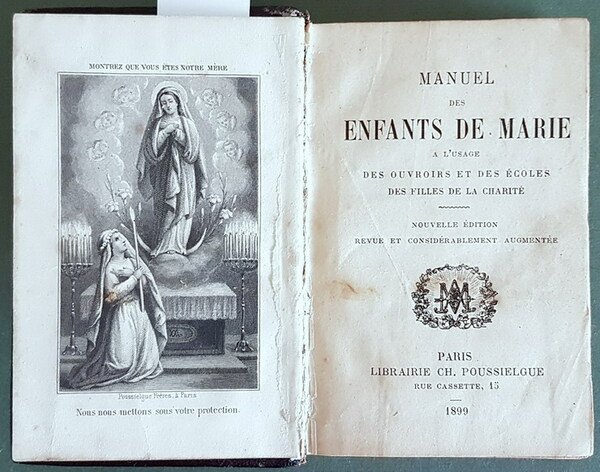 MONTREZ QUE VOUS ÊTES NOTRE MÈRE
Poussielgue Frères, à Paris
Nous nous mettons sous votre protection.
MANUEL
DES
ENFANTS DE MARIE
A L'USAGE
DES OUVROIRS ET DES ÉCOLES
DES FILLES DE LA CHARITÉ
NOUVELLE ÉDITION
REVUE ET CONSIDÉRABLEMENT AUGMENTÉE
PARIS
LIBRAIRIE CH. POUSSIELGUE
RUE CASSETTE, 15
1899